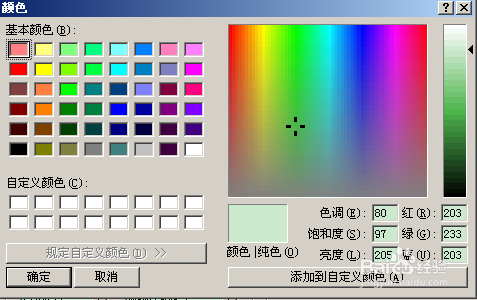 颜色
基本颜色(B):
自定义颜色(C):
规定自定义颜色(D) >>
确定 取消
颜色|纯色(O)
色调(E): 80 红(R): 203
饱和度(S): 97 绿(G): 233
亮度(L): 205 蓝(U): 203
添加到自定义颜色(A)